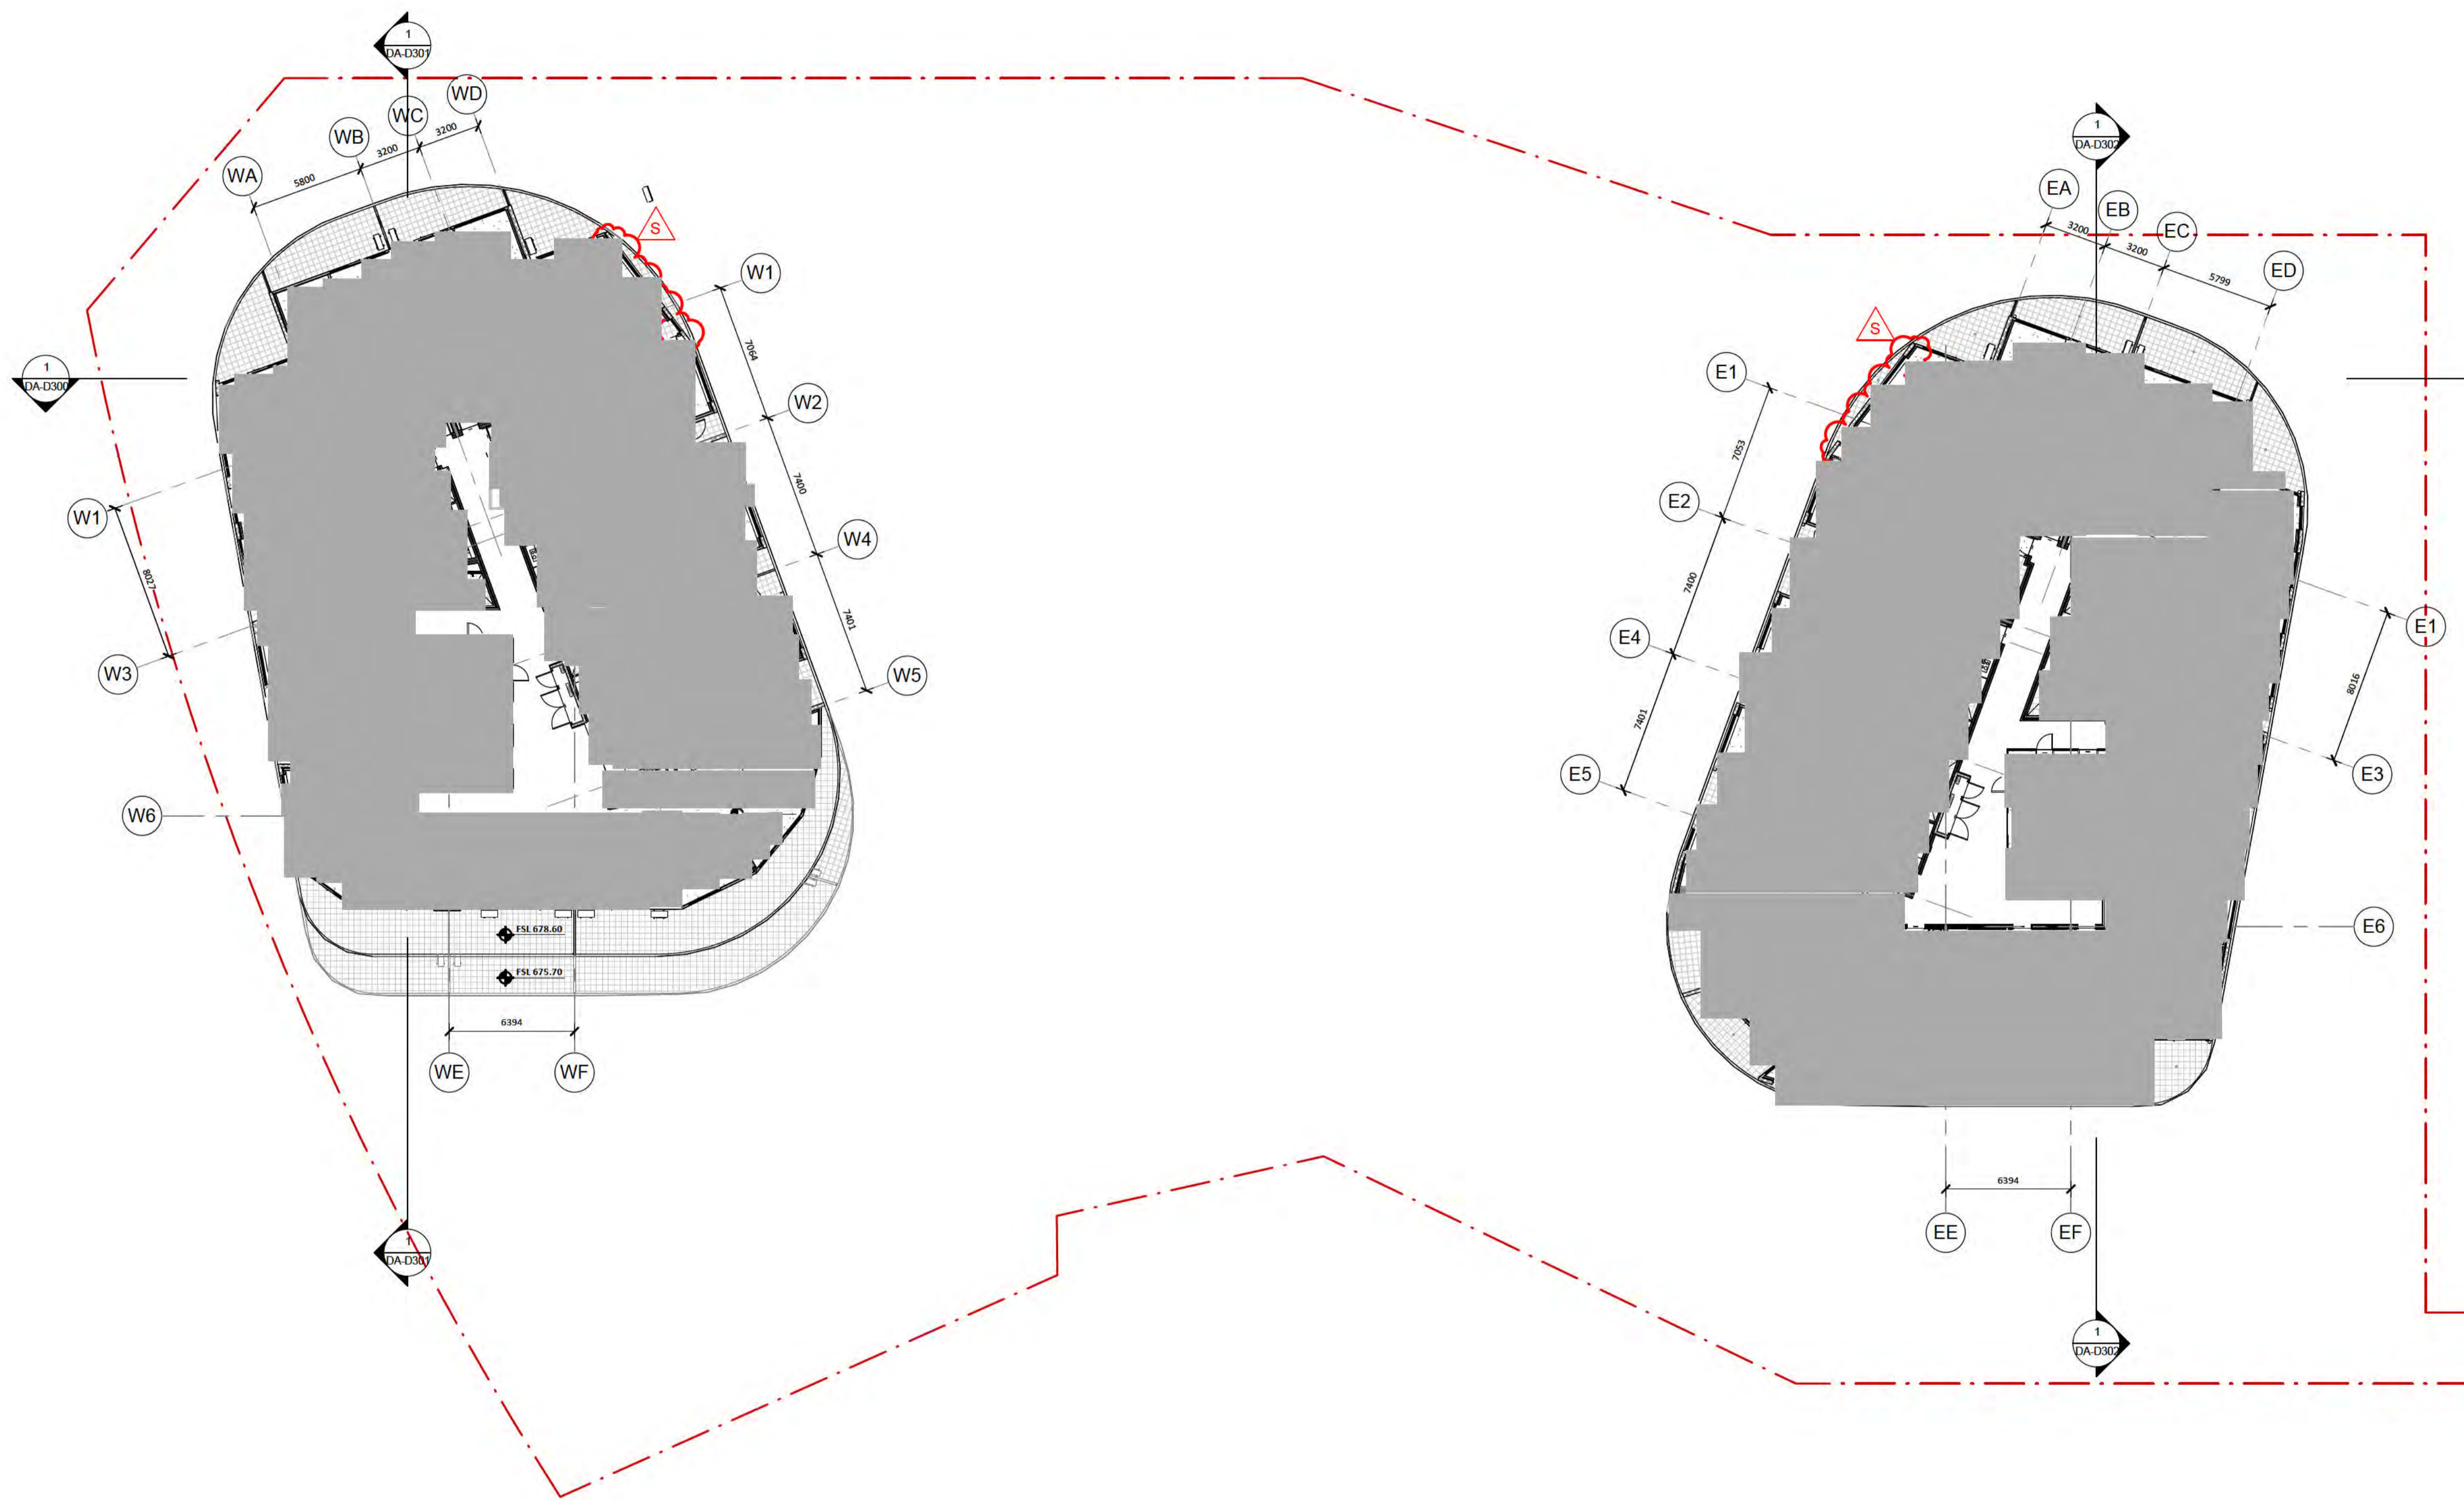 1
DA-D301
WD
WC
WB
WA
3200
3200
5800
S
W1
7064
W2
7400
W4
7401
W5
1
DA-D300
W1
8027
W3
W6
FSL 678.60
FSL 675.70
6394
WE
WF
1
DA-D301
1
DA-D302
EA
EB
EC
ED
3200
3200
5799
S
E1
7053
E2
7400
E4
7401
E5
E1
8016
E3
E6
6394
EE
EF
1
DA-D302